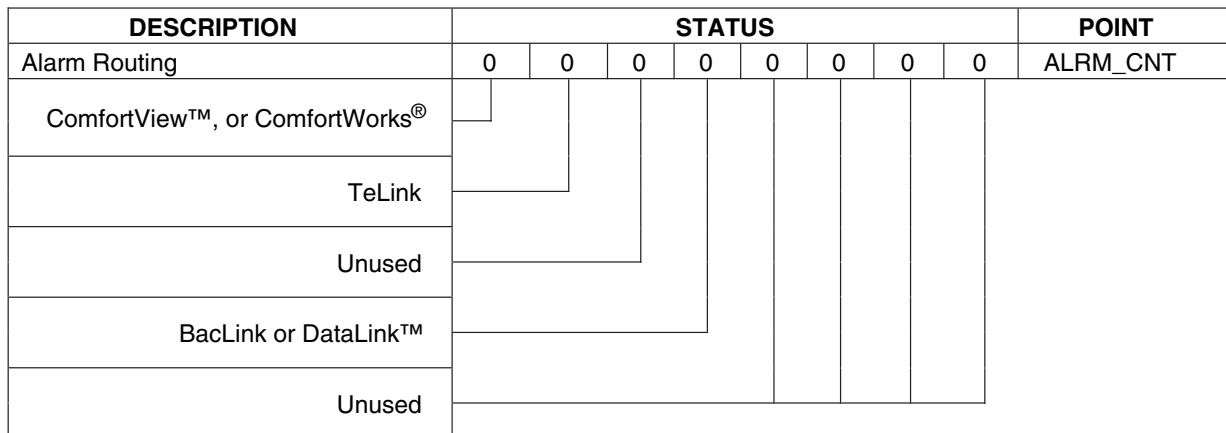 DESCRIPTION STATUS POINT
Alarm Routing 0 0 0 0 0 0 0 0 ALRM_CNT
ComfortView™, or ComfortWorks®
TeLink
Unused
BacLink or DataLink™
Unused